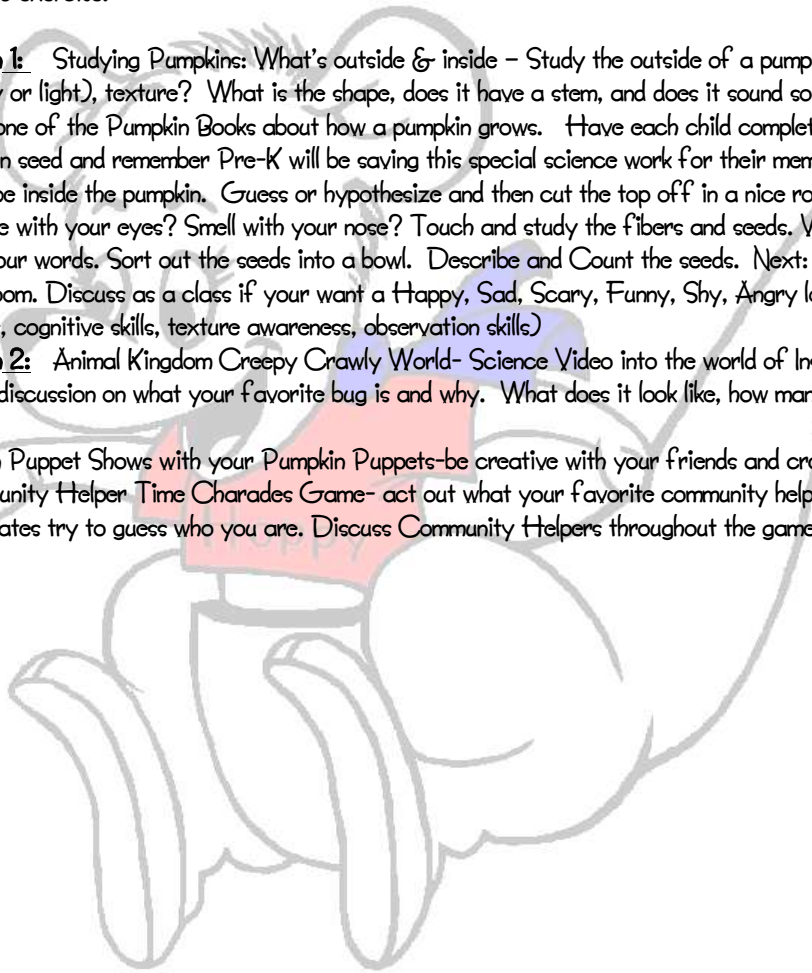 1: Studying Pumpkins: What's outside & inside – Study the outside of a pump
or light), texture? What is the shape, does it have a stem, and does it sound so
one of the Pumpkin Books about how a pumpkin grows. Have each child complet
n seed and remember Pre-K will be saving this special science work for their mem
be inside the pumpkin. Guess or hypothesize and then cut the top off in a nice ro
e with your eyes? Smell with your nose? Touch and study the fibers and seeds.
our words. Sort out the seeds into a bowl. Describe and Count the seeds. Next:
oom. Discuss as a class if your want a Happy, Sad, Scary, Funny, Shy, Angry
, cognitive skills, texture awareness, observation skills)
2: Animal Kingdom Creepy Crawly World- Science Video into the world of In
discussion on what your favorite bug is and why. What does it look like, how man
Puppet Shows with your Pumpkin Puppets-be creative with your friends and cr
unity Helper Time Charades Game- act out what your favorite community help
ates try to guess who you are. Discuss Community Helpers throughout the game
Hoppy